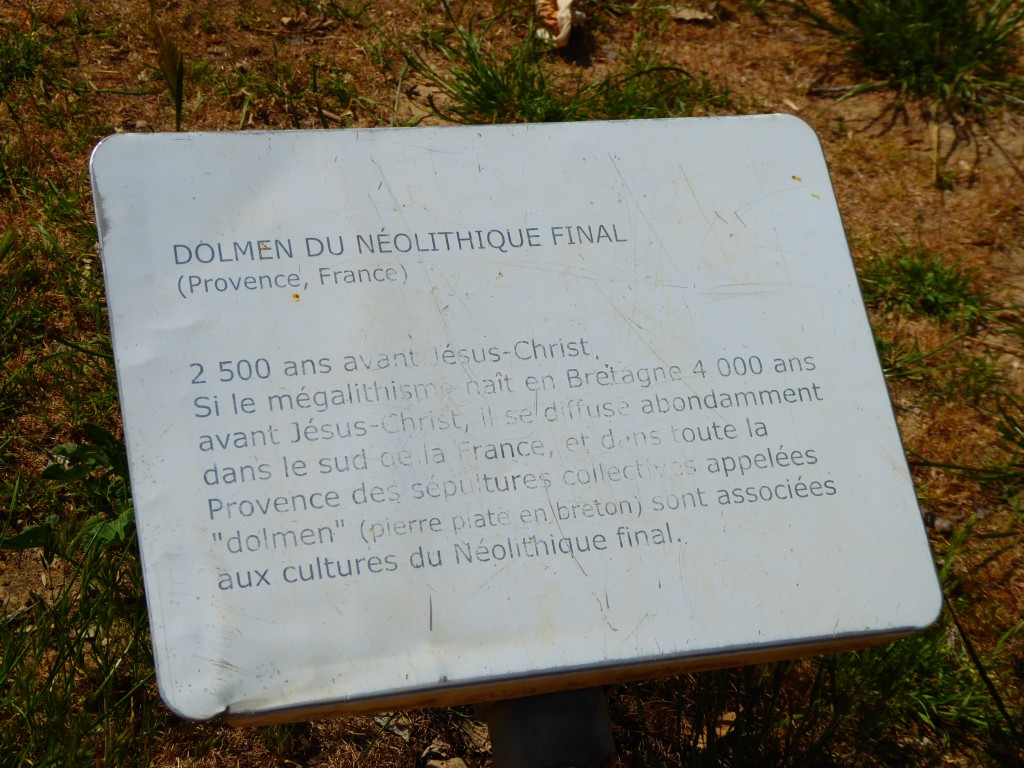 DOLMEN DU NÉOLITHIQUE FINAL
(Provence, France)
2 500 ans avant Jésus-Christ.
Si le mégalithisme naît en Bretagne 4 000 ans
avant Jésus-Christ, il se diffuse abondamment
dans le sud de la France, et dans toute la
Provence des sépultures collectives appelées
"dolmen" (pierre plate en breton) sont associées
aux cultures du Néolithique final.